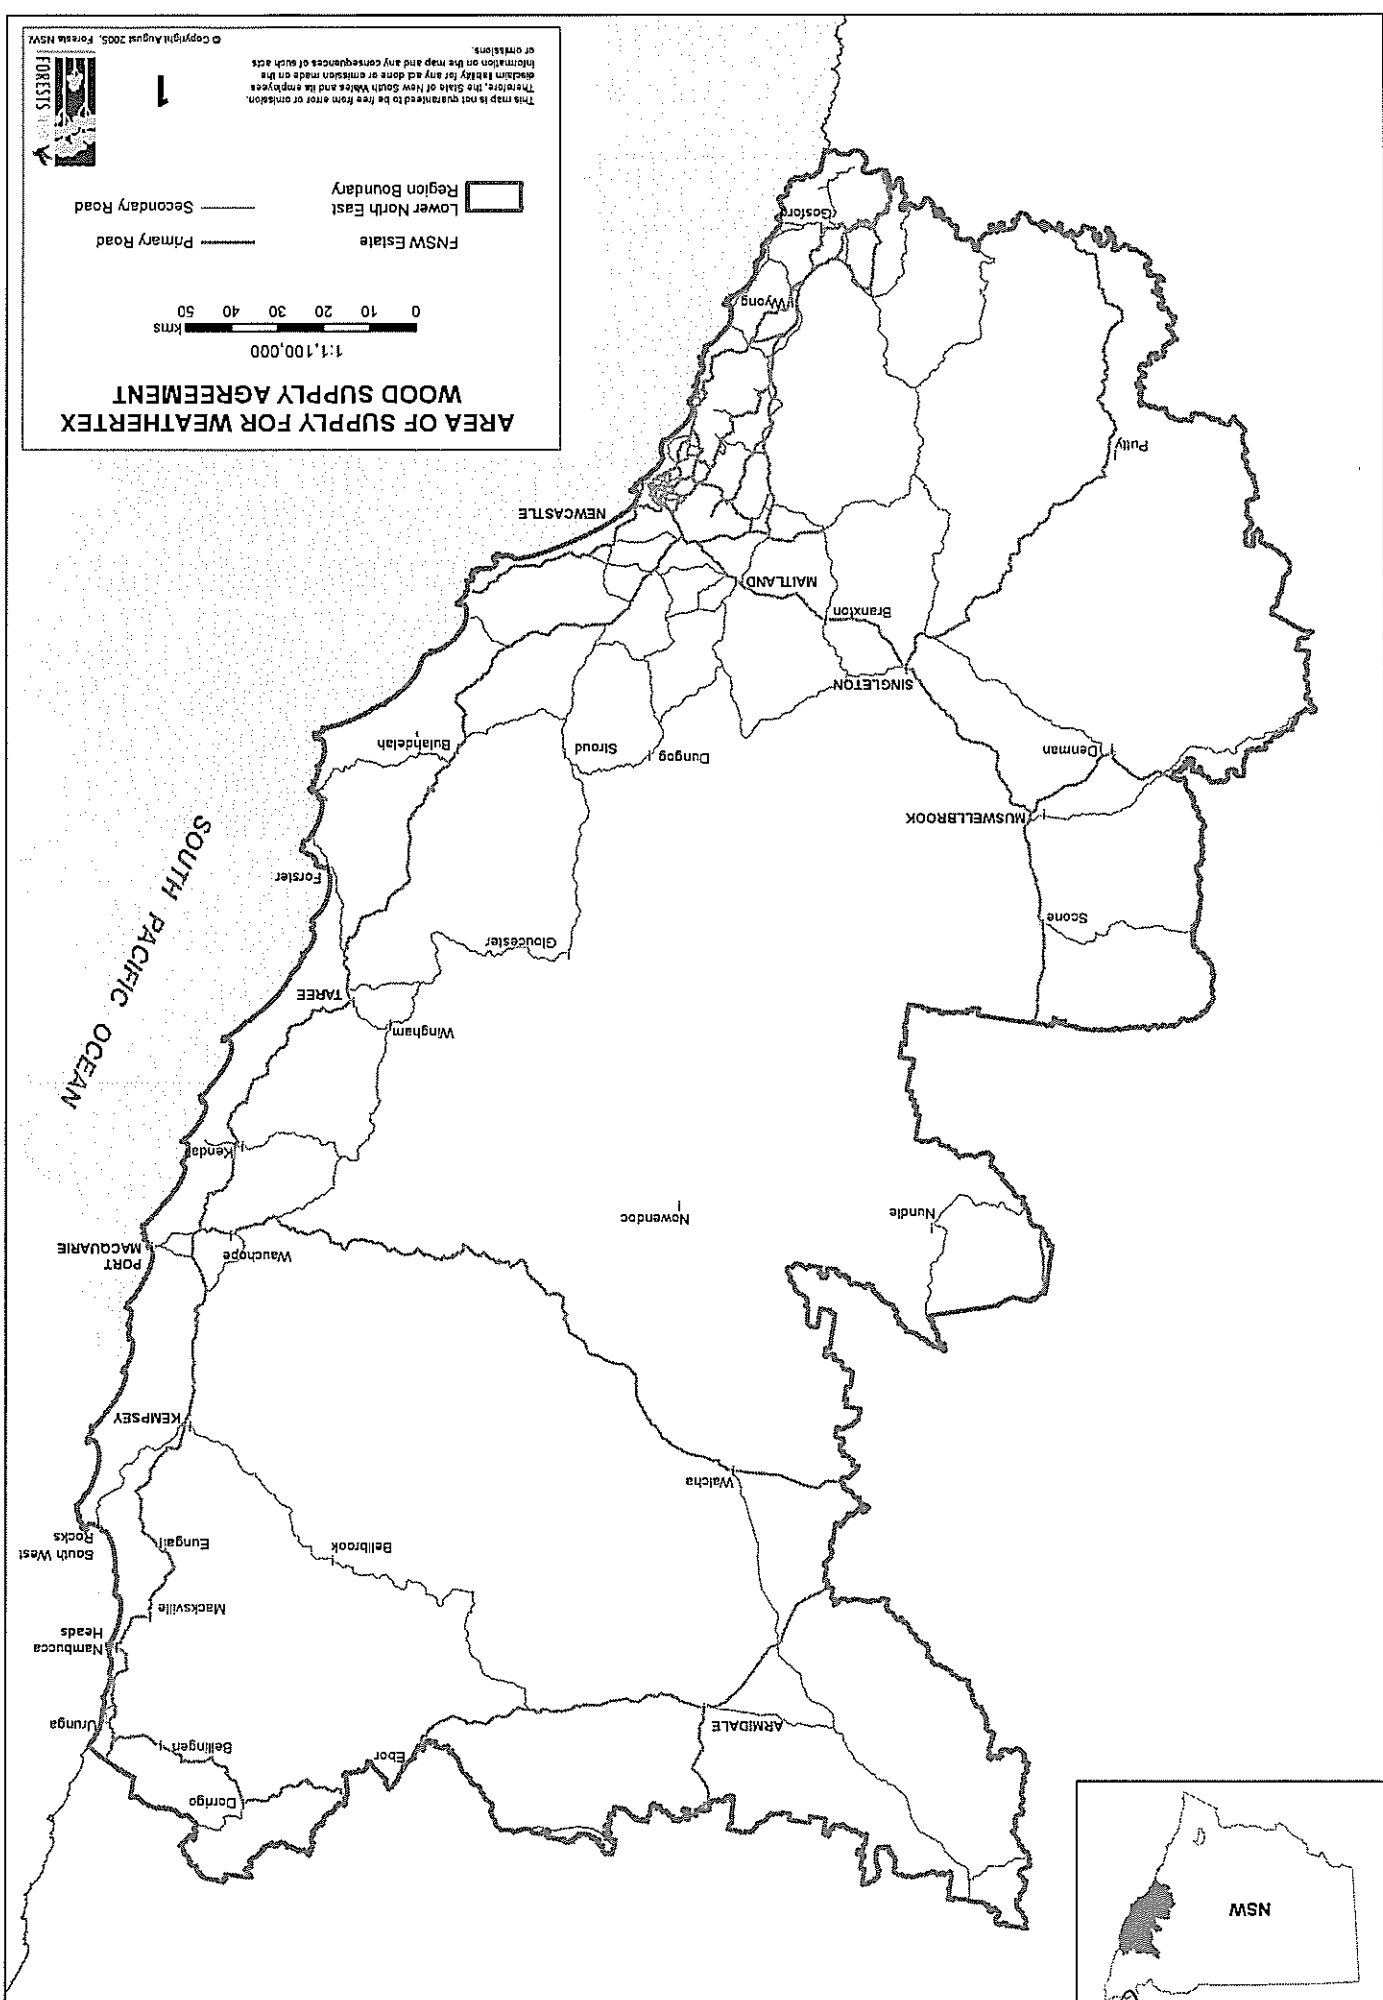 NSW
Dorrigo
Ebor
Bellingen
Urunga
ARMIDALE
Nambucca
Heads
Macksville
South West
Rocks
Eungai
Bellbrook
Walcha
KEMPSEY
PORT
MACQUARIE
Wauchope
Nowendoc
Nundle
Kendall
SOUTH PACIFIC OCEAN
Wingham
TAREE
Gloucester
Scone
Forster
MUSWELLBROOK
Denman
Dungog
Stroud
Bulahdelah
SINGLETON
Branxton
MAITLAND
NEWCASTLE
Putty
Wyong
Gosford
AREA OF SUPPLY FOR WEATHERTEX
WOOD SUPPLY AGREEMENT
1:1,100,000
0 10 20 30 40 50 kms
FNSW Estate
Primary Road
Lower North East
Region Boundary
Secondary Road
This map is not guaranteed to be free from error or omission.
Therefore, the State of New South Wales and its employees
disclaim liability for any act done or omission made on the
information on the map and any consequences of such acts
or omissions.
1
FORESTS
© Copyright August 2005, Forests NSW.